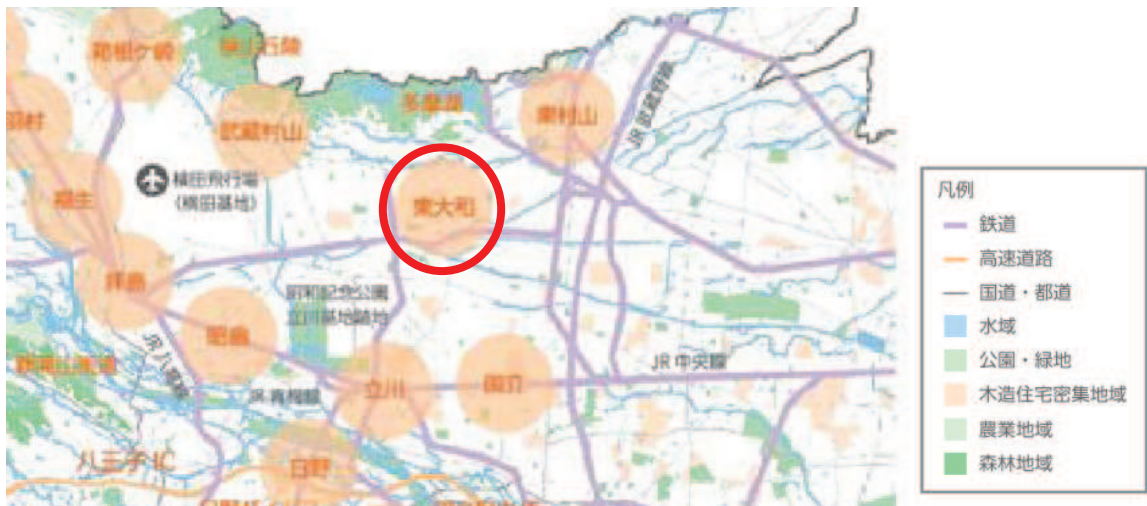 箱根ケ崎
狭山丘陵
羽村
武蔵村山
多摩湖
東村山
JR武蔵野線
福生
横田飛行場
(横田基地)
東大和
拝島
昭和記念公園
立川基地跡地
昭島
JR八高線
JR青梅線
立川
国立
JR中央線
八王子IC
日野
凡例
鉄道
高速道路
国道・都道
水域
公園・緑地
木造住宅密集地域
農業地域
森林地域